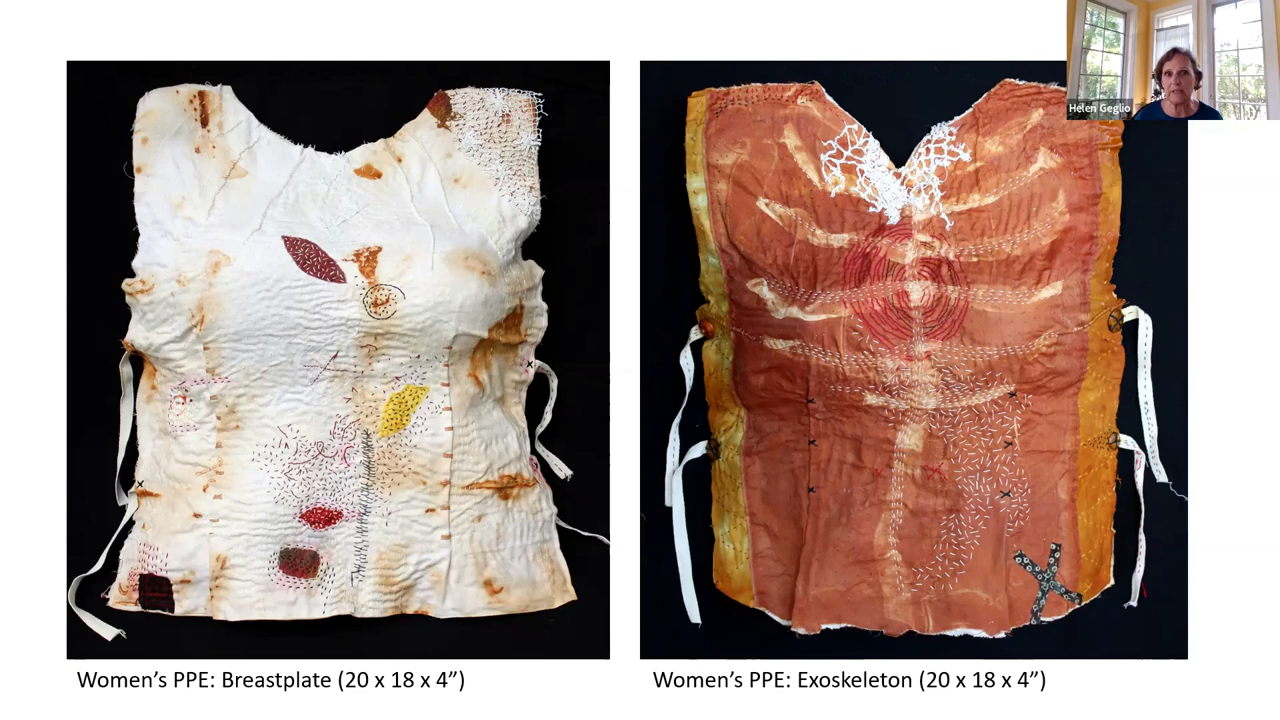 Helen Geglio
Women’s PPE: Breastplate (20 x 18 x 4”)
Women’s PPE: Exoskeleton (20 x 18 x 4”)